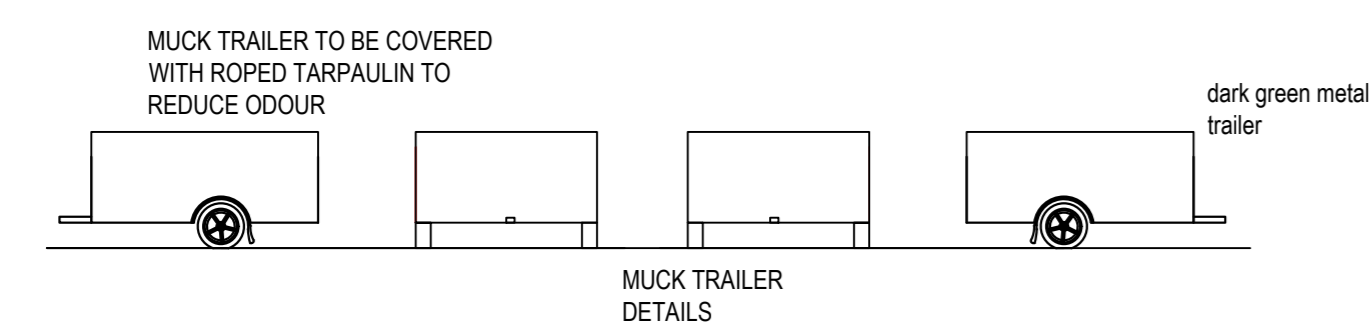 MUCK TRAILER TO BE COVERED
WITH ROPED TARPAULIN TO
REDUCE ODOUR
dark green metal
trailer
MUCK TRAILER
DETAILS